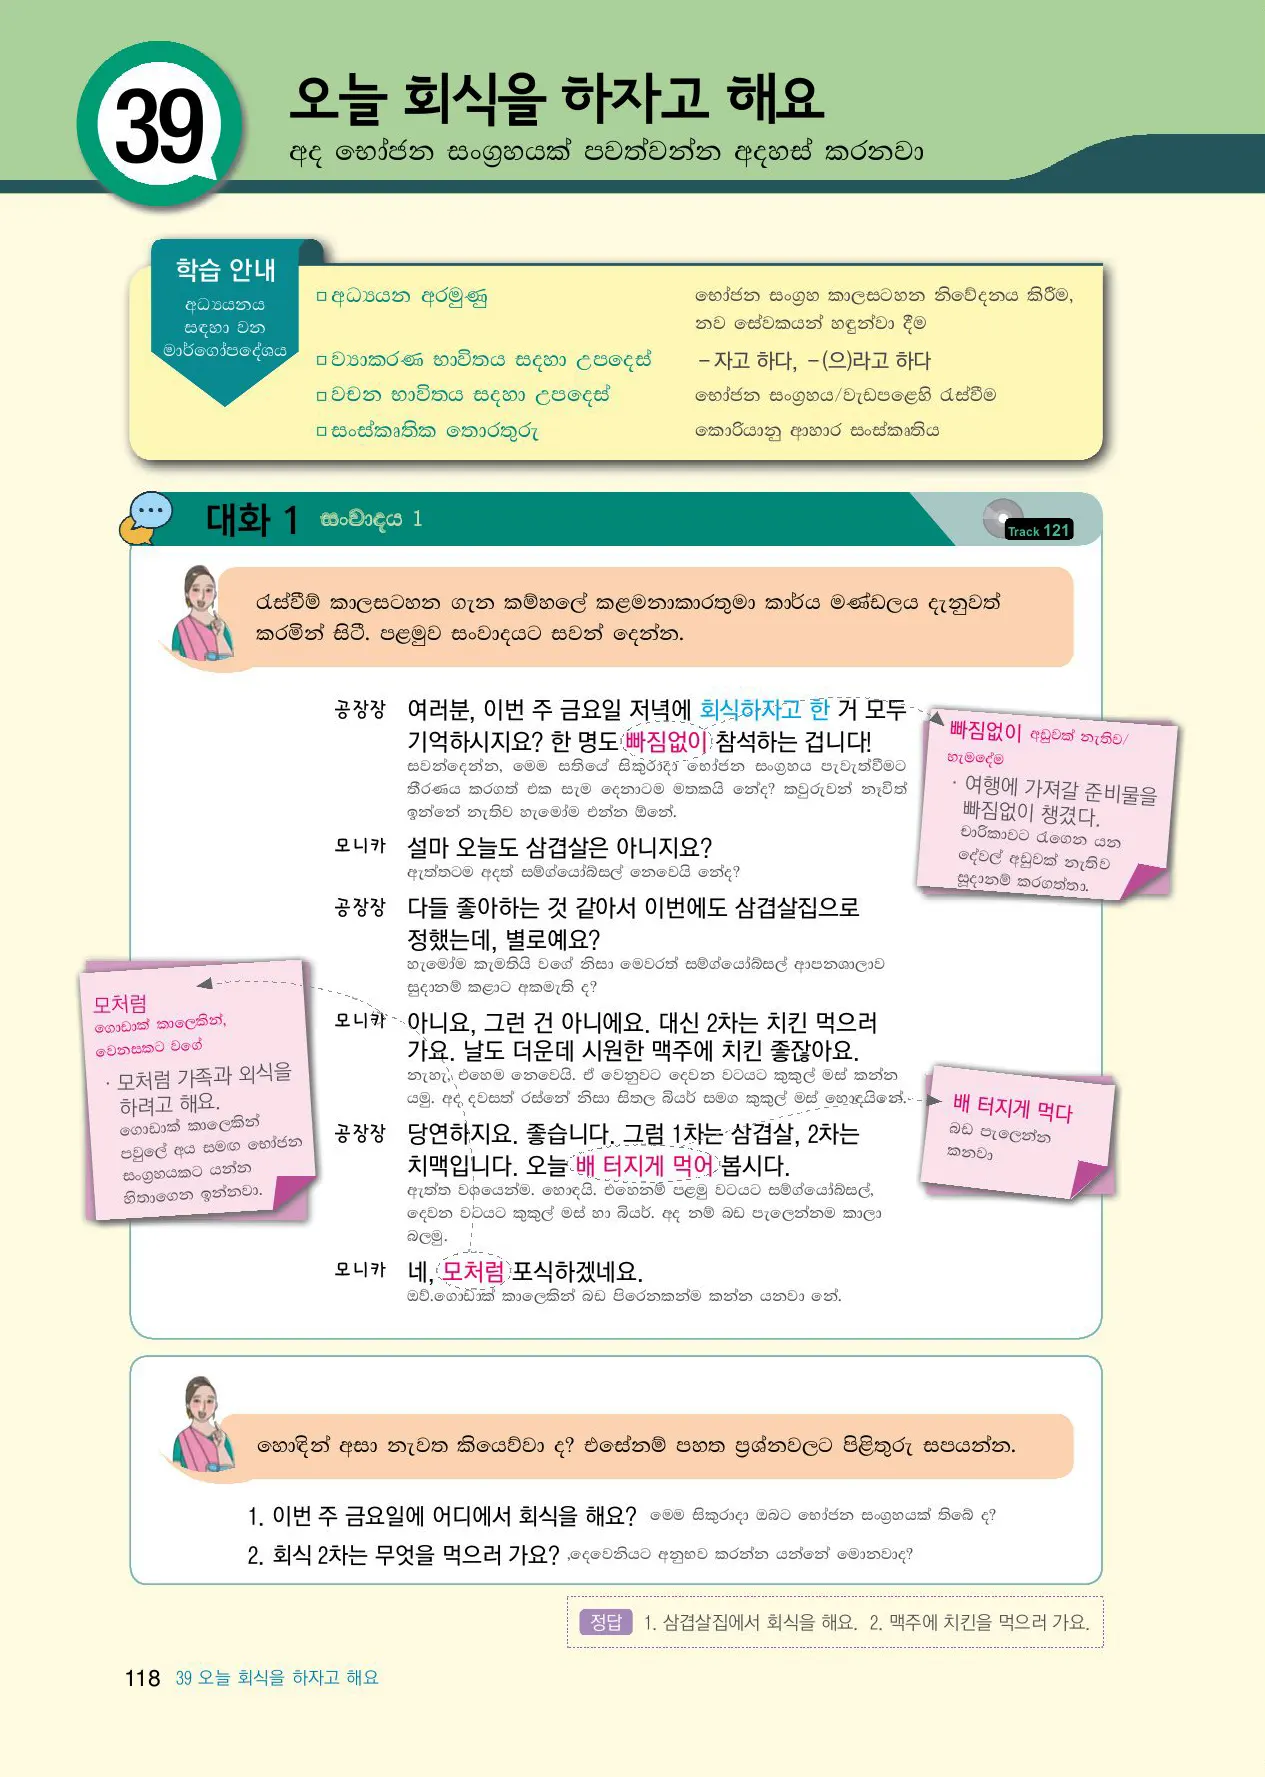 39
오늘 회식을 하자고 해요
අද භෝජන සංග්‍රහයක් පවත්වන්න අදහස් කරනවා
학습 안내
අධ්‍යයනය
සඳහා වන
මාර්ගෝපදේශය
□ අධ්‍යයන අරමුණු
භෝජන සංග්‍රහ කාලසටහන නිවේදනය කිරීම,
නව සේවකයන් හඳුන්වා දීම
□ ව්‍යාකරණ භාවිතය සදහා උපදෙස්
–자고 하다, –(으)라고 하다
□ වචන භාවිතය සදහා උපදෙස්
භෝජන සංග්‍රහය/වැඩපළෙහි රැස්වීම
□ සංස්කෘතික තොරතුරු
කොරියානු ආහාර සංස්කෘතිය
대화 1 සංවාදය 1
Track 121
රැස්වීම් කාලසටහන ගැන කම්හලේ කළමනාකාරතුමා කාර්ය මණ්ඩලය දැනුවත්
කරමින් සිටී. පළමුව සංවාදයට සවන් දෙන්න.
공장장 여러분, 이번 주 금요일 저녁에 회식하자고 한 거 모두
기억하시지요? 한 명도 빠짐없이 참석하는 겁니다!
සවන්දෙන්න, මෙම සතියේ සිකුරාදා භෝජන සංග්‍රහය පැවැත්වීමට
තීරණය කරගත් එක සැම දෙනාටම මතකයි නේද? කවුරුවත් නෑවිත්
ඉන්නේ නැතිව හැමෝම එන්න ඕනේ.
모니카 설마 오늘도 삼겹살은 아니지요?
ඇත්තටම අදත් සම්ග්යෝබ්සල් නෙවෙයි නේද?
공장장 다들 좋아하는 것 같아서 이번에도 삼겹살집으로
정했는데, 별로예요?
හැමෝම කැමතියි වගේ නිසා මෙවරත් සම්ග්යෝබ්සල් ආපනශාලාව
සුදානම් කළාට අකමැති ද?
모니카 아니요, 그런 건 아니에요. 대신 2차는 치킨 먹으러
가요. 날도 더운데 시원한 맥주에 치킨 좋잖아요.
නැහැ, එහෙම නෙවෙයි. ඒ වෙනුවට දෙවන වටයට කුකුල් මස් කන්න
යමු. අද දවසත් රස්නේ නිසා සිතල බියර් සමග කුකුල් මස් හොඳයිනේ.
공장장 당연하지요. 좋습니다. 그럼 1차는 삼겹살, 2차는
치맥입니다. 오늘 배 터지게 먹어 봅시다.
ඇත්ත වශයෙන්ම. හොඳයි. එහෙනම් පළමු වටයට සම්ග්යෝබ්සල්,
දෙවන වටයට කුකුල් මස් හා බියර්. අද නම් බඩ පැලෙන්නම කාලා
බලමු.
모니카 네, 모처럼 포식하겠네요.
ඔව්.ගොඩාක් කාලෙකින් බඩ පිරෙනකන්ම කන්න යනවා නේ.
빠짐없이 අඩුවක් නැතිව/
හැමදේම
· 여행에 가져갈 준비물을
빠짐없이 챙겼다.
චාරිකාවට රැගෙන යන
දේවල් අඩුවක් නැතිව
සූදානම් කරගත්තා.
모처럼
ගොඩාක් කාලෙකින්,
වෙනසකට වගේ
· 모처럼 가족과 외식을
하려고 해요.
ගොඩාක් කාලෙකින්
පවුලේ අය සමඟ භෝජන
සංග්‍රහයකට යන්න
හිතාගෙන ඉන්නවා.
배 터지게 먹다
බඩ පැලෙන්න
කනවා
හොඳින් අසා නැවත කියෙව්වා ද? එසේනම් පහත ප්‍රශ්නවලට පිළිතුරු සපයන්න.
1. 이번 주 금요일에 어디에서 회식을 해요? මෙම සිකුරාදා ඔබට භෝජන සංග්‍රහයක් තිබේ ද?
2. 회식 2차는 무엇을 먹으러 가요? ,දෙවෙනියට අනුභව කරන්න යන්නේ මොනවාද?
정답 1. 삼겹살집에서 회식을 해요. 2. 맥주에 치킨을 먹으러 가요.
118 39 오늘 회식을 하자고 해요